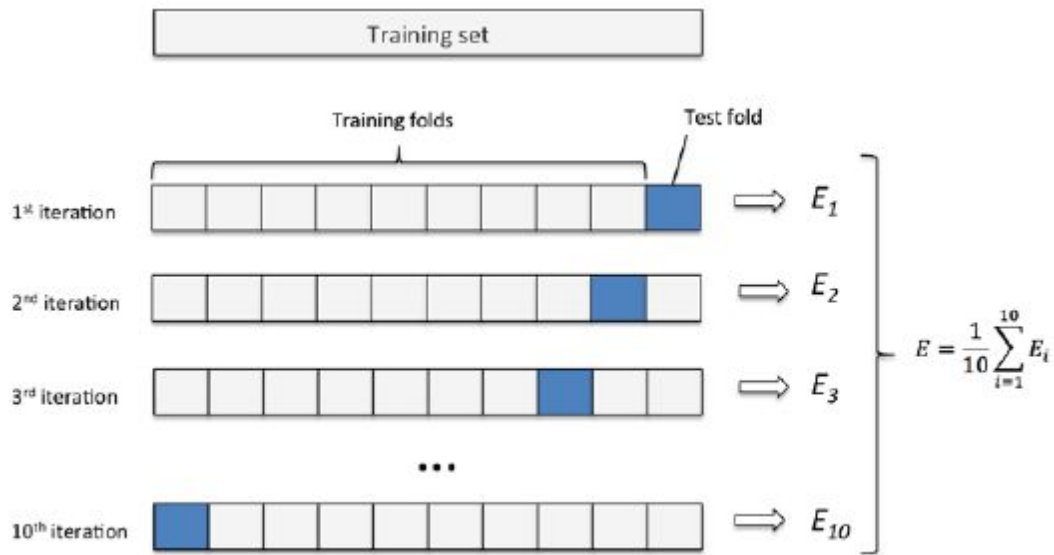 Training set
Training folds
Test fold
1st iteration
E1
2nd iteration
E2
3rd iteration
E3
...
10th iteration
E10
E = 1/10 ∑ i=1 10 Ei